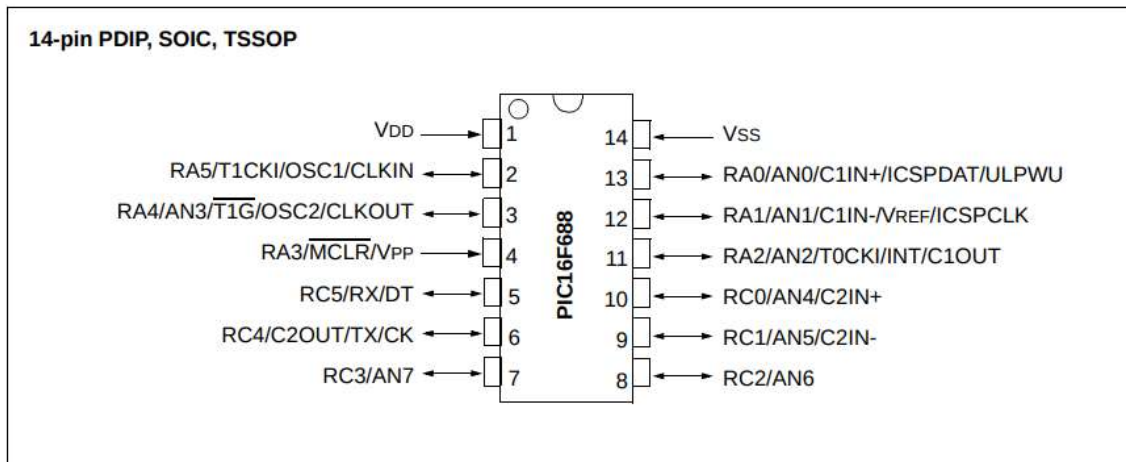 14-pin PDIP, SOIC, TSSOP
VDD 1 14 VSS
RA5/T1CKI/OSC1/CLKIN 2 13 RA0/AN0/C1IN+/ICSPDAT/ULPWU
RA4/AN3/T1G/OSC2/CLKOUT 3 12 RA1/AN1/C1IN-/VREF/ICSPCLK
RA3/MCLR/VPP 4 11 RA2/AN2/T0CKI/INT/C1OUT
RC5/RX/DT 5 10 RC0/AN4/C2IN+
RC4/C2OUT/TX/CK 6 9 RC1/AN5/C2IN-
RC3/AN7 7 8 RC2/AN6
PIC16F688